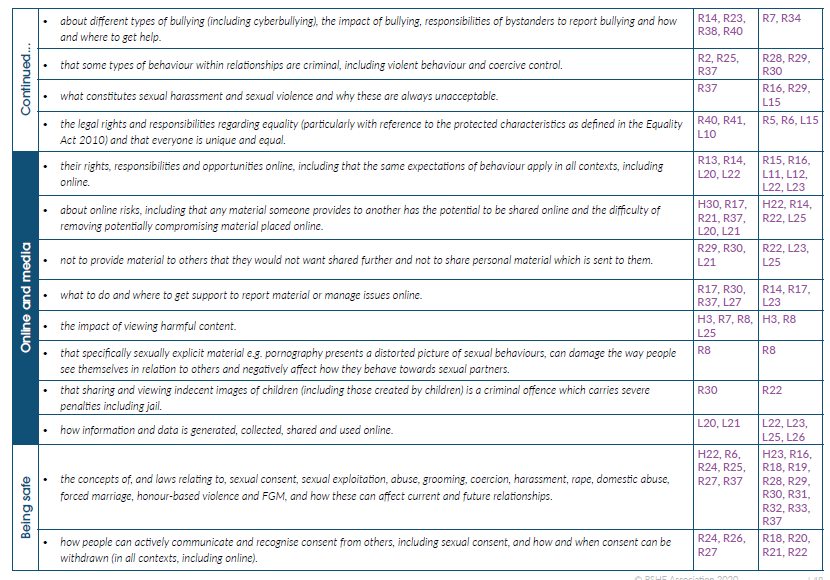 Continued...
• about different types of bullying (including cyberbullying), the impact of bullying, responsibilities of bystanders to report bullying and how
and where to get help.
R14, R23,
R38, R40
R7, R34
• that some types of behaviour within relationships are criminal, including violent behaviour and coercive control.
R2, R25,
R37
R28, R29,
R30
• what constitutes sexual harassment and sexual violence and why these are always unacceptable.
R37
R16, R29,
L15
• the legal rights and responsibilities regarding equality (particularly with reference to the protected characteristics as defined in the Equality
Act 2010) and that everyone is unique and equal.
R40, R41,
L10
R5, R6, L15
Online and media
• their rights, responsibilities and opportunities online, including that the same expectations of behaviour apply in all contexts, including
online.
R13, R14,
L20, L22
R15, R16,
L11, L12,
L22, L23
• about online risks, including that any material someone provides to another has the potential to be shared online and the difficulty of
removing potentially compromising material placed online.
H30, R17,
R21, R37,
L20, L21
H22, R14,
R22, L25
• not to provide material to others that they would not want shared further and not to share personal material which is sent to them.
R29, R30,
L21
R22, L23,
L25
• what to do and where to get support to report material or manage issues online.
R17, R30,
R37, L27
R14, R17,
L23
• the impact of viewing harmful content.
H3, R7, R8,
L25
H3, R8
• that specifically sexually explicit material e.g. pornography presents a distorted picture of sexual behaviours, can damage the way people
see themselves in relation to others and negatively affect how they behave towards sexual partners.
R8
R8
• that sharing and viewing indecent images of children (including those created by children) is a criminal offence which carries severe
penalties including jail.
R30
R22
• how information and data is generated, collected, shared and used online.
L20, L21
L22, L23,
L25, L26
Being safe
• the concepts of, and laws relating to, sexual consent, sexual exploitation, abuse, grooming, coercion, harassment, rape, domestic abuse,
forced marriage, honour-based violence and FGM, and how these can affect current and future relationships.
H22, R6,
R24, R25,
R27, R37
H23, R16,
R18, R19,
R28, R29,
R30, R31,
R32, R33,
R37
• how people can actively communicate and recognise consent from others, including sexual consent, and how and when consent can be
withdrawn (in all contexts, including online).
R24, R26,
R27
R18, R20,
R21, R22
© PSHE Association 2020